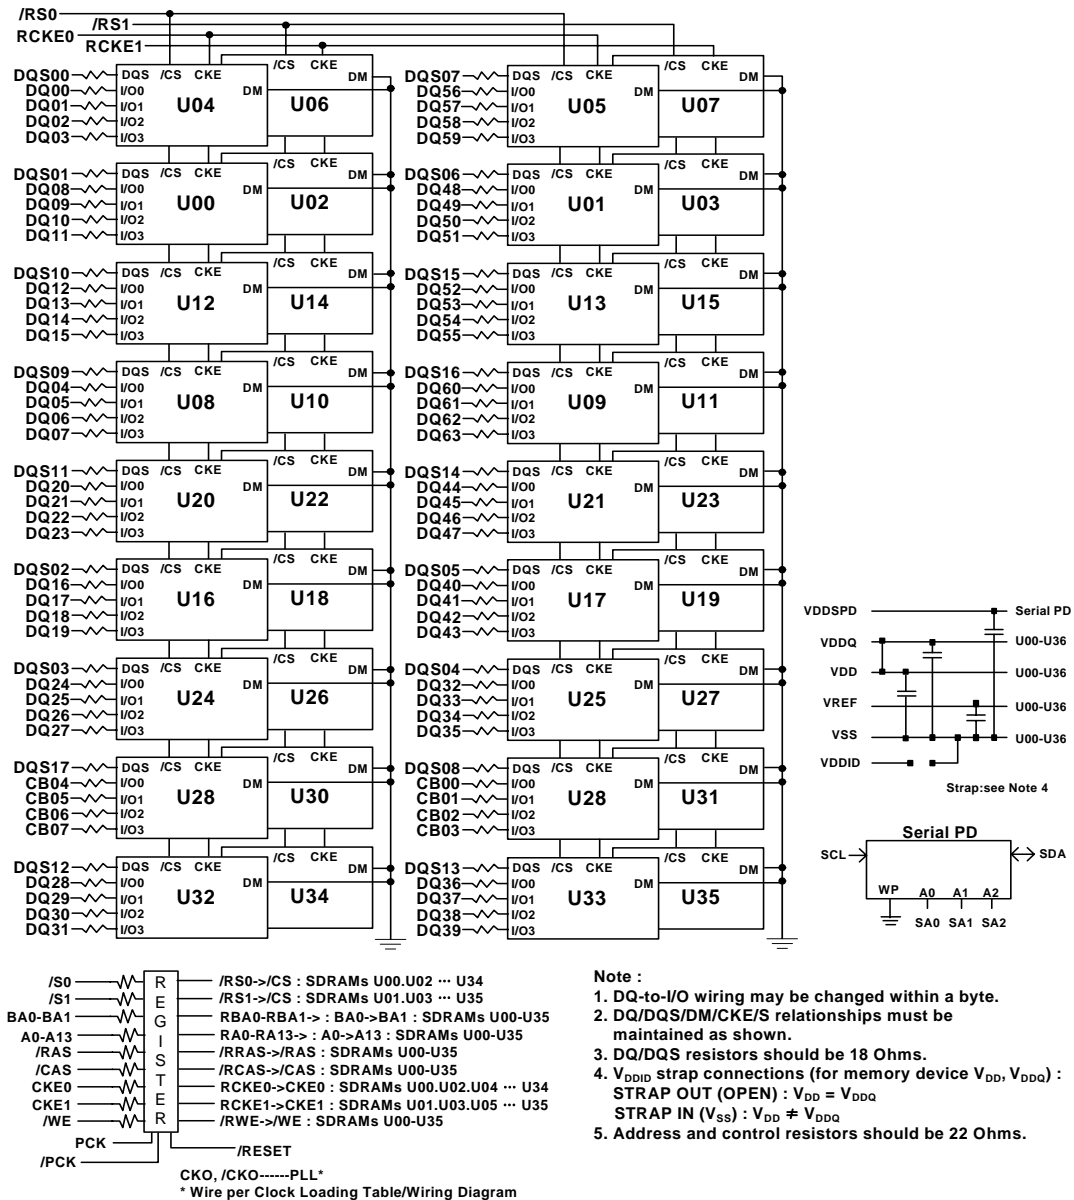 /RS0
/RS1
RCKE0
RCKE1
DQS00 DQS /CS CKE /CS CKE DM
DQ00 I/O0 DM
DQ01 I/O1 U04 U06
DQ02 I/O2
DQ03 I/O3
DQS07 DQS /CS CKE /CS CKE DM
DQ56 I/O0 DM
DQ57 I/O1 U05 U07
DQ58 I/O2
DQ59 I/O3
DQS01 DQS /CS CKE /CS CKE DM
DQ08 I/O0 DM
DQ09 I/O1 U00 U02
DQ10 I/O2
DQ11 I/O3
DQS06 DQS /CS CKE /CS CKE DM
DQ48 I/O0 DM
DQ49 I/O1 U01 U03
DQ50 I/O2
DQ51 I/O3
DQS10 DQS /CS CKE /CS CKE DM
DQ12 I/O0 DM
DQ13 I/O1 U12 U14
DQ14 I/O2
DQ15 I/O3
DQS15 DQS /CS CKE /CS CKE DM
DQ52 I/O0 DM
DQ53 I/O1 U13 U15
DQ54 I/O2
DQ55 I/O3
DQS09 DQS /CS CKE /CS CKE DM
DQ04 I/O0 DM
DQ05 I/O1 U08 U10
DQ06 I/O2
DQ07 I/O3
DQS16 DQS /CS CKE /CS CKE DM
DQ60 I/O0 DM
DQ61 I/O1 U09 U11
DQ62 I/O2
DQ63 I/O3
DQS11 DQS /CS CKE /CS CKE DM
DQ20 I/O0 DM
DQ21 I/O1 U20 U22
DQ22 I/O2
DQ23 I/O3
DQS14 DQS /CS CKE /CS CKE DM
DQ44 I/O0 DM
DQ45 I/O1 U21 U23
DQ46 I/O2
DQ47 I/O3
DQS02 DQS /CS CKE /CS CKE DM
DQ16 I/O0 DM
DQ17 I/O1 U16 U18
DQ18 I/O2
DQ19 I/O3
DQS05 DQS /CS CKE /CS CKE DM
DQ40 I/O0 DM
DQ41 I/O1 U17 U19
DQ42 I/O2
DQ43 I/O3
DQS03 DQS /CS CKE /CS CKE DM
DQ24 I/O0 DM
DQ25 I/O1 U24 U26
DQ26 I/O2
DQ27 I/O3
DQS04 DQS /CS CKE /CS CKE DM
DQ32 I/O0 DM
DQ33 I/O1 U25 U27
DQ34 I/O2
DQ35 I/O3
DQS17 DQS /CS CKE /CS CKE DM
CB04 I/O0 DM
CB05 I/O1 U28 U30
CB06 I/O2
CB07 I/O3
DQS08 DQS /CS CKE /CS CKE DM
CB00 I/O0 DM
CB01 I/O1 U28 U31
CB02 I/O2
CB03 I/O3
DQS12 DQS /CS CKE /CS CKE DM
DQ28 I/O0 DM
DQ29 I/O1 U32 U34
DQ30 I/O2
DQ31 I/O3
DQS13 DQS /CS CKE /CS CKE DM
DQ36 I/O0 DM
DQ37 I/O1 U33 U35
DQ38 I/O2
DQ39 I/O3
VDDSPD Serial PD
VDDQ U00-U36
VDD U00-U36
VREF U00-U36
VSS U00-U36
VDDID
Strap:see Note 4
Serial PD
SCL SDA
WP A0 A1 A2
SA0 SA1 SA2
REGISTER
/S0 /RS0->/CS : SDRAMs U00.U02 ··· U34
/S1 /RS1->/CS : SDRAMs U01.U03 ··· U35
BA0-BA1 RBA0-RBA1-> : BA0->BA1 : SDRAMs U00-U35
A0-A13 RA0-RA13-> : A0->A13 : SDRAMs U00-U35
/RAS /RRAS->/RAS : SDRAMs U00-U35
/CAS /RCAS->/CAS : SDRAMs U00-U35
CKE0 RCKE0->CKE0 : SDRAMs U00.U02.U04 ··· U34
CKE1 RCKE1->CKE1 : SDRAMs U01.U03.U05 ··· U35
/WE /RWE->/WE : SDRAMs U00-U35
PCK
/PCK
/RESET
CKO, /CKO------PLL*
* Wire per Clock Loading Table/Wiring Diagram
Note :
1. DQ-to-I/O wiring may be changed within a byte.
2. DQ/DQS/DM/CKE/S relationships must be
maintained as shown.
3. DQ/DQS resistors should be 18 Ohms.
4. VDDID strap connections (for memory device VDD, VDDQ) :
STRAP OUT (OPEN) : VDD = VDDQ
STRAP IN (VSS) : VDD ≠ VDDQ
5. Address and control resistors should be 22 Ohms.